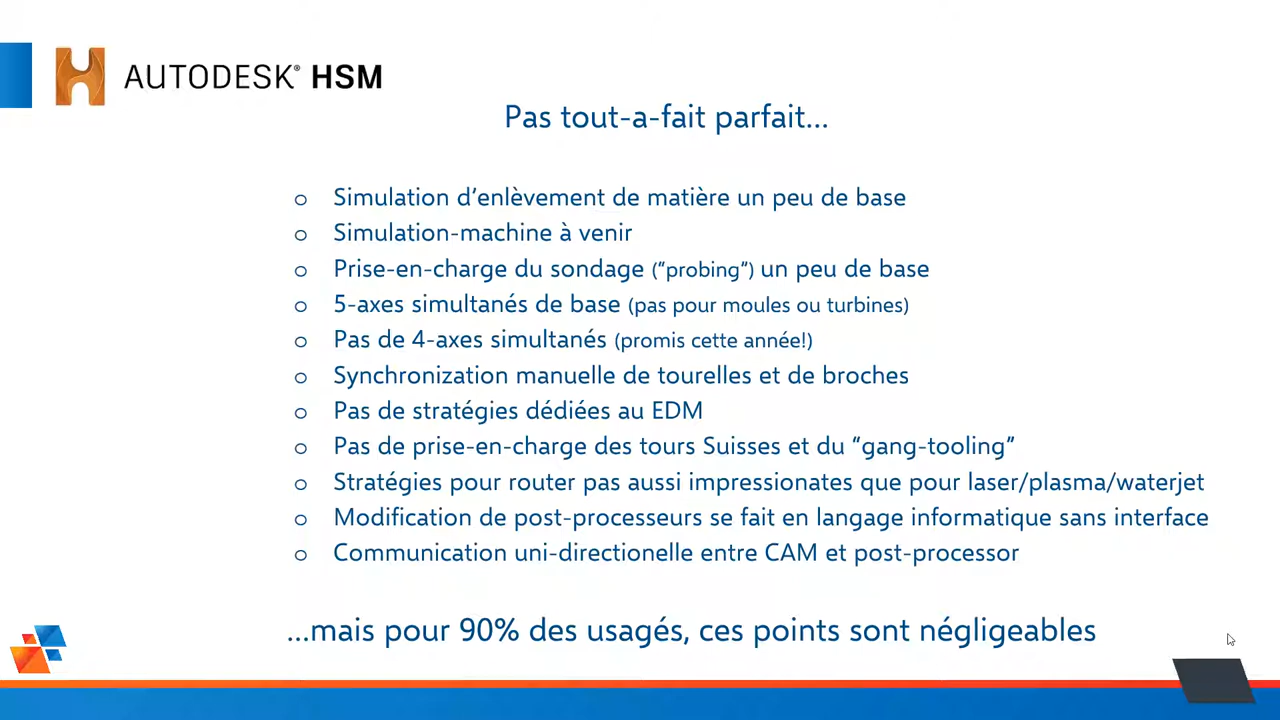 AUTODESK® HSM
Pas tout-a-fait parfait...
o Simulation d’enlèvement de matière un peu de base
o Simulation-machine à venir
o Prise-en-charge du sondage (“probing”) un peu de base
o 5-axes simultanés de base (pas pour moules ou turbines)
o Pas de 4-axes simultanés (promis cette année!)
o Synchronization manuelle de tourelles et de broches
o Pas de stratégies dédiées au EDM
o Pas de prise-en-charge des tours Suisses et du “gang-tooling”
o Stratégies pour router pas aussi impressionates que pour laser/plasma/waterjet
o Modification de post-processeurs se fait en langage informatique sans interface
o Communication uni-directionelle entre CAM et post-processor
...mais pour 90% des usagés, ces points sont négligeables